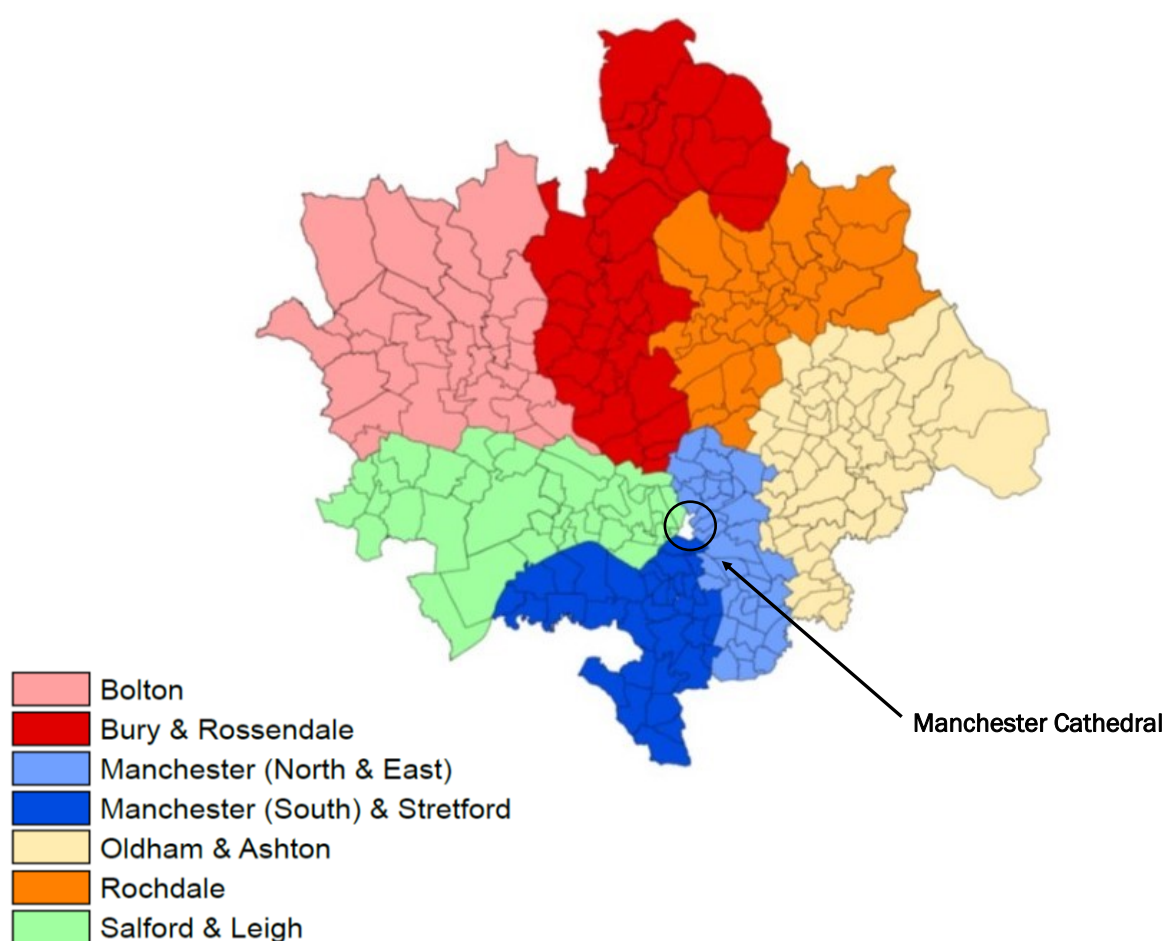 Manchester Cathedral
Bolton
Bury & Rossendale
Manchester (North & East)
Manchester (South) & Stretford
Oldham & Ashton
Rochdale
Salford & Leigh